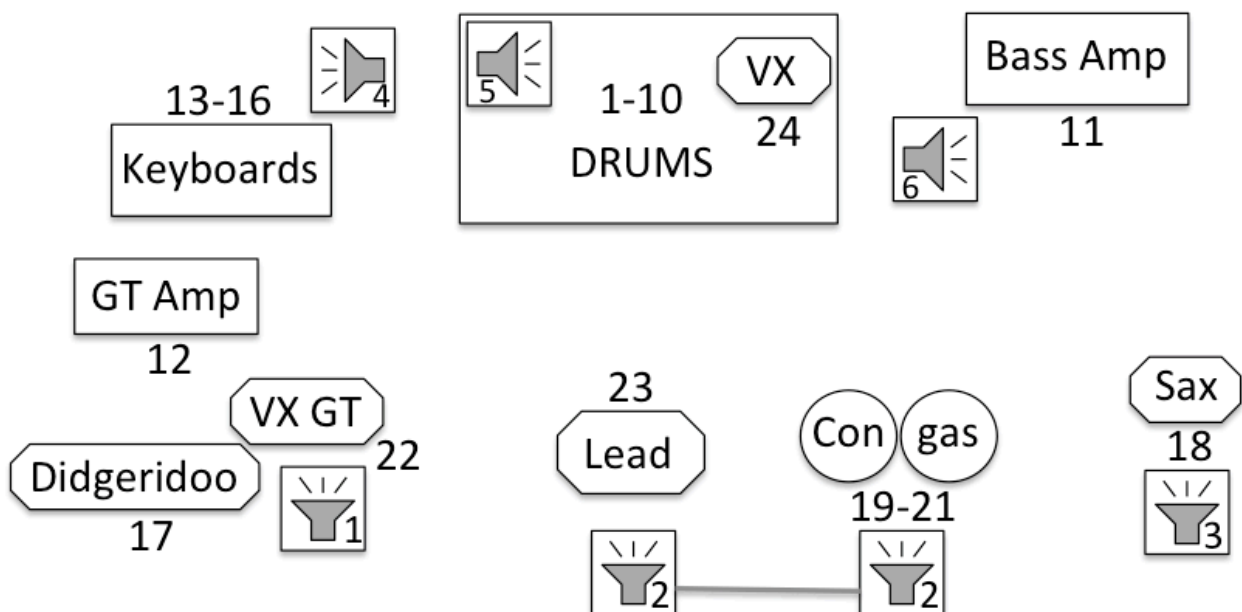 4
5
VX
Bass Amp
13-16
1-10
24
11
Keyboards
DRUMS
6
GT Amp
12
23
Sax
VX GT
Lead
Con
gas
18
22
Didgeridoo
17
1
19-21
3
2
2